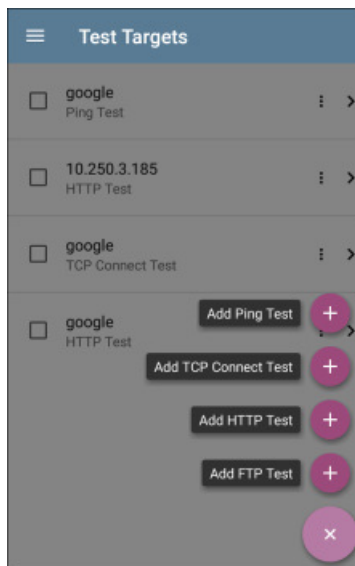 Test Targets
google
Ping Test
10.250.3.185
HTTP Test
google
TCP Connect Test
google
HTTP Test
Add Ping Test
Add TCP Connect Test
Add HTTP Test
Add FTP Test